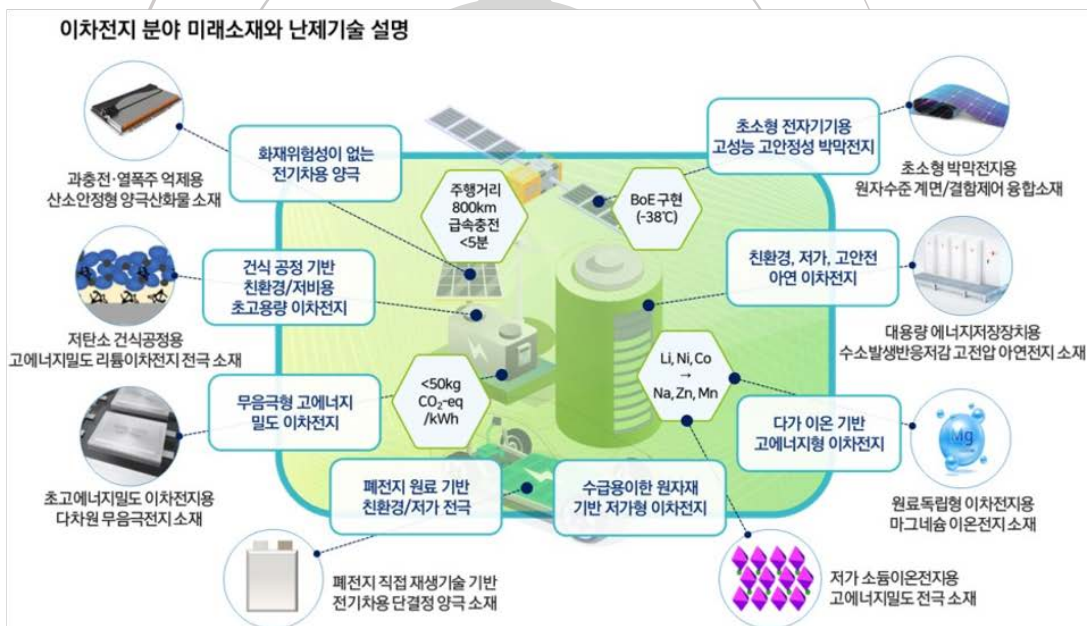 이차전지 분야 미래소재와 난제기술 설명
과충전·열폭주 억제용
산소안정형 양극산화물 소재
화재위험성이 없는
전기차용 양극
주행거리
800km
급속충전
<5분
BoE 구현
(-38℃)
초소형 전자기기용
고성능 고안정성 박막전지
초소형 박막전지용
원자수준 계면/결함제어 융합소재
저탄소 건식공정용
고에너지밀도 리튬이차전지 전극 소재
건식 공정 기반
친환경/저비용
초고용량 이차전지
친환경, 저가, 고안전
아연 이차전지
대용량 에너지저장장치용
수소발생반응저감 고전압 아연전지 소재
초고에너지밀도 이차전지용
다차원 무음극전지 소재
무음극형 고에너지
밀도 이차전지
<50kg
CO₂-eq
/kWh
Li, Ni, Co
→
Na, Zn, Mn
다가 이온 기반
고에너지형 이차전지
Mg
원료독립형 이차전지용
마그네슘 이온전지 소재
폐전지 원료 기반
친환경/저가 전극
수급용이한 원자재
기반 저가형 이차전지
폐전지 직접 재생기술 기반
전기차용 단결정 양극 소재
저가 소듐이온전지용
고에너지밀도 전극 소재